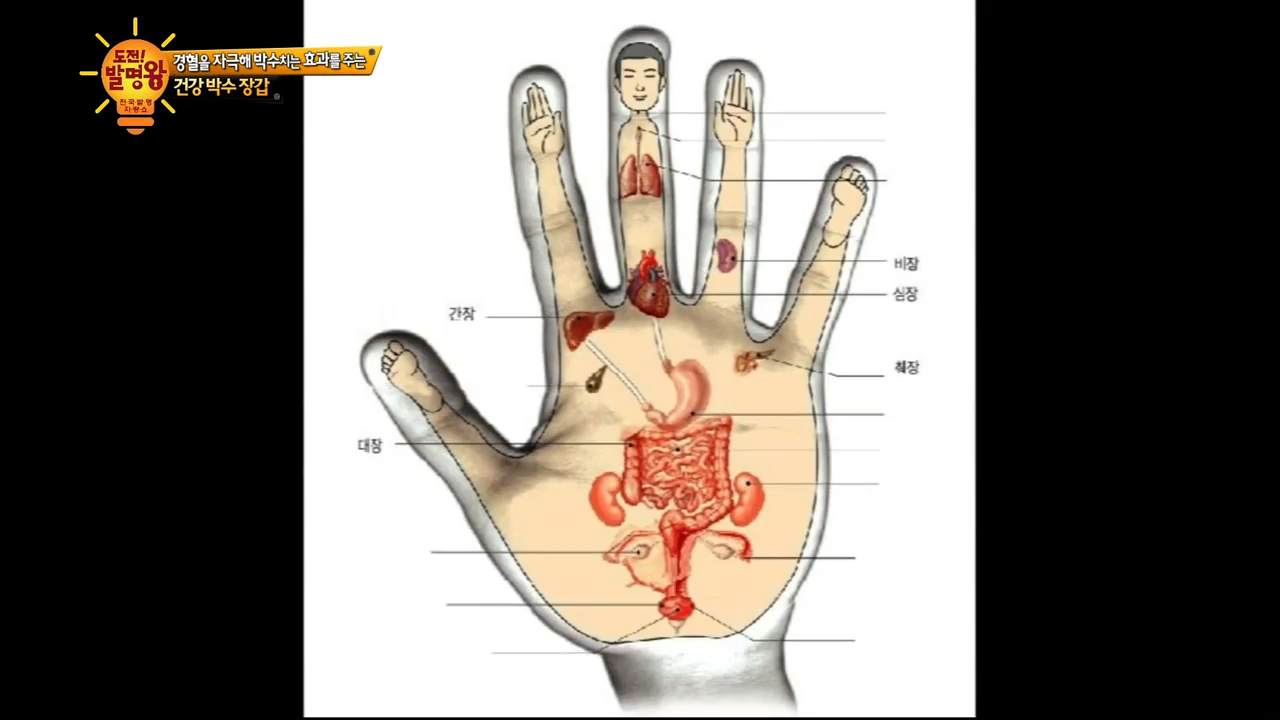 도전!
발명왕
전국 발명
자랑쇼
경혈을 자극해 박수치는 효과를 주는
건강 박수 장갑
비장
심장
간장
췌장
대장